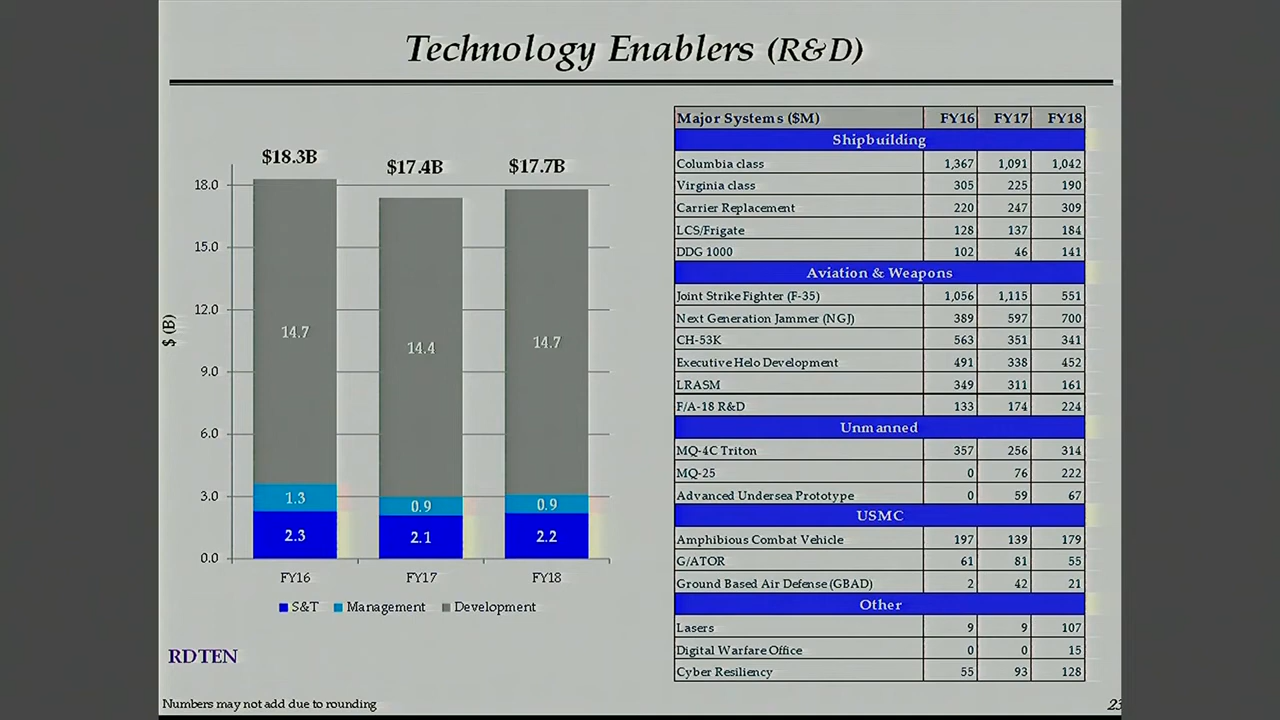 Technology Enablers (R&D)
$18.3B
$17.4B
$17.7B
$ (B)
18.0
15.0
12.0
9.0
6.0
3.0
0.0
14.7
14.4
14.7
1.3
0.9
0.9
2.3
2.1
2.2
FY16 FY17 FY18
S&T Management Development
RDTEN
Numbers may not add due to rounding
Major Systems ($M) FY16 FY17 FY18
Shipbuilding
Columbia class 1,367 1,091 1,042
Virginia class 305 225 190
Carrier Replacement 220 247 309
LCS/Frigate 128 137 184
DDG 1000 102 46 141
Aviation & Weapons
Joint Strike Fighter (F-35) 1,056 1,115 551
Next Generation Jammer (NGJ) 389 597 700
CH-53K 563 351 341
Executive Helo Development 491 338 452
LRASM 349 311 161
F/A-18 R&D 133 174 224
Unmanned
MQ-4C Triton 357 256 314
MQ-25 0 76 222
Advanced Undersea Prototype 0 59 67
USMC
Amphibious Combat Vehicle 197 139 179
G/ATOR 61 81 55
Ground Based Air Defense (GBAD) 2 42 21
Other
Lasers 9 9 107
Digital Warfare Office 0 0 15
Cyber Resiliency 55 93 128
23